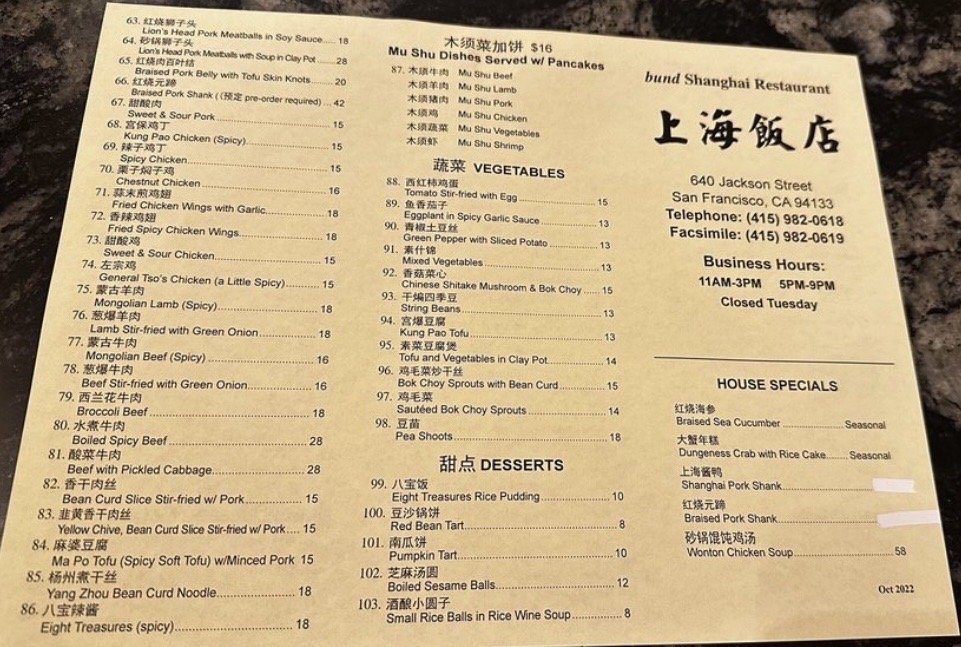 63. 红烧狮子头
Lion's Head Pork Meatballs in Soy Sauce..... 18
64. 砂锅狮子头
Lion's Head Pork Meatballs with Soup in Clay Pot ....... 28
65. 红烧肉百叶结
Braised Pork Belly with Tofu Skin Knots........ 20
66. 红烧元蹄
Braised Pork Shank ((预定 pre-order required) ... 42
67. 甜酸肉
Sweet & Sour Pork .......... 15
68. 宫保鸡丁
Kung Pao Chicken (Spicy).......... 15
69. 辣子鸡丁
Spicy Chicken.......... 15
70. 栗子焖子鸡
Chestnut Chicken .......... 16
71. 蒜末煎鸡翅
Fried Chicken Wings with Garlic.......... 18
72. 香辣鸡翅
Fried Spicy Chicken Wings.......... 18
73. 甜酸鸡
Sweet & Sour Chicken .......... 15
74. 左宗鸡
General Tso's Chicken (a Little Spicy).......... 15
75. 蒙古羊肉
Mongolian Lamb (Spicy).......... 18
76. 葱爆羊肉
Lamb Stir-fried with Green Onion.......... 18
77. 蒙古牛肉
Mongolian Beef (Spicy) .......... 16
78. 葱爆牛肉
Beef Stir-fried with Green Onion.......... 16
79. 西兰花牛肉
Broccoli Beef .......... 18
80. 水煮牛肉
Boiled Spicy Beef .......... 28
81. 酸菜牛肉
Beef with Pickled Cabbage.......... 28
82. 香干肉丝
Bean Curd Slice Stir-fried w/ Pork.......... 15
83. 韭黄香干肉丝
Yellow Chive, Bean Curd Slice Stir-fried w/ Pork.... 15
84. 麻婆豆腐
Ma Po Tofu (Spicy Soft Tofu) w/Minced Pork 15
85. 杨州煮干丝
Yang Zhou Bean Curd Noodle.......... 18
86. 八宝辣酱
Eight Treasures (spicy).......... 18
木须菜加饼 $16
Mu Shu Dishes Served w/ Pancakes
87. 木须牛肉 Mu Shu Beef
木须羊肉 Mu Shu Lamb
木须猪肉 Mu Shu Pork
木须鸡 Mu Shu Chicken
木须蔬菜 Mu Shu Vegetables
木须虾 Mu Shu Shrimp
蔬菜 VEGETABLES
88. 西红柿鸡蛋
Tomato Stir-fried with Egg .......... 15
89. 鱼香茄子
Eggplant in Spicy Garlic Sauce .......... 13
90. 青椒土豆丝
Green Pepper with Sliced Potato .......... 13
91. 素什锦
Mixed Vegetables.......... 13
92. 香菇菜心
Chinese Shitake Mushroom & Bok Choy ...... 15
93. 干煸四季豆
String Beans.......... 13
94. 宫爆豆腐
Kung Pao Tofu.......... 13
95. 素菜豆腐煲
Tofu and Vegetables in Clay Pot.......... 14
96. 鸡毛菜炒干丝
Bok Choy Sprouts with Bean Curd .......... 15
97. 鸡毛菜
Sautéed Bok Choy Sprouts .......... 14
98. 豆苗
Pea Shoots.......... 18
甜点 DESSERTS
99. 八宝饭
Eight Treasures Rice Pudding .......... 10
100. 豆沙锅饼
Red Bean Tart.......... 8
101. 南瓜饼
Pumpkin Tart.......... 10
102. 芝麻汤圆
Boiled Sesame Balls.......... 12
103. 酒酿小圆子
Small Rice Balls in Rice Wine Soup.......... 8
bund Shanghai Restaurant
上海飯店
640 Jackson Street
San Francisco, CA 94133
Telephone: (415) 982-0618
Facsimile: (415) 982-0619
Business Hours:
11AM-3PM 5PM-9PM
Closed Tuesday
HOUSE SPECIALS
红烧海参
Braised Sea Cucumber .......... Seasonal
大蟹年糕
Dungeness Crab with Rice Cake....... Seasonal
上海酱鸭
Shanghai Pork Shank..........
红烧元蹄
Braised Pork Shank..........
砂锅馄饨鸡汤
Wonton Chicken Soup.......... 58
Oct 2022